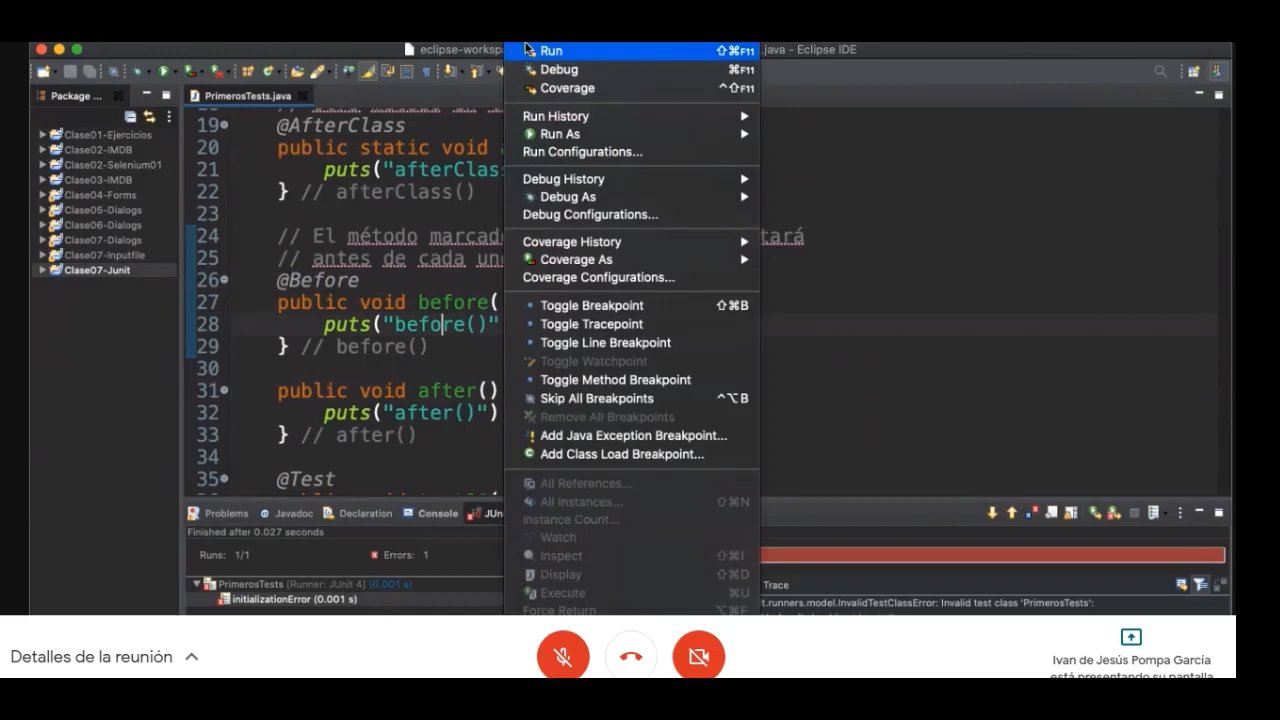 eclipse-workspa
.java - Eclipse IDE
Package ...
PrimerosTests.java
Clase01-Ejercicios
Clase02-IMDB
Clase02-Selenium01
Clase03-IMDB
Clase04-Forms
Clase05-Dialogs
Clase06-Dialogs
Clase07-Dialogs
Clase07-Inputfile
Clase07-Junit
19 @AfterClass
20 public static void a
21 puts("afterClass
22 } // afterClass()
23
24 // El método marcado tará
25 // antes de cada uno
26 @Before
27 public void before(
28 puts("before()"
29 } // before()
30
31 public void after()
32 puts("after()")
33 } // after()
34
35 @Test
Run ⇧⌘F11
Debug ⌘F11
Coverage ^⇧F11
Run History
Run As
Run Configurations...
Debug History
Debug As
Debug Configurations...
Coverage History
Coverage As
Coverage Configurations...
Toggle Breakpoint ⇧⌘B
Toggle Tracepoint
Toggle Line Breakpoint
Toggle Watchpoint
Toggle Method Breakpoint
Skip All Breakpoints ^⌥B
Remove All Breakpoints
Add Java Exception Breakpoint...
Add Class Load Breakpoint...
All References...
All Instances... ⇧⌘N
Instance Count...
Watch
Inspect ⇧⌘I
Display ⇧⌘D
Execute ⌘U
Force Return ⌥⌘F
Problems Javadoc Declaration Console JUn
Finished after 0.027 seconds
Runs: 1/1 Errors: 1
PrimerosTests [Runner: JUnit 4] (0.001 s)
initializationError (0.001 s)
Trace
t.runners.model.InvalidTestClassError: Invalid test class 'PrimerosTests':
Detalles de la reunión
Ivan de Jesús Pompa García
está presentando su pantalla